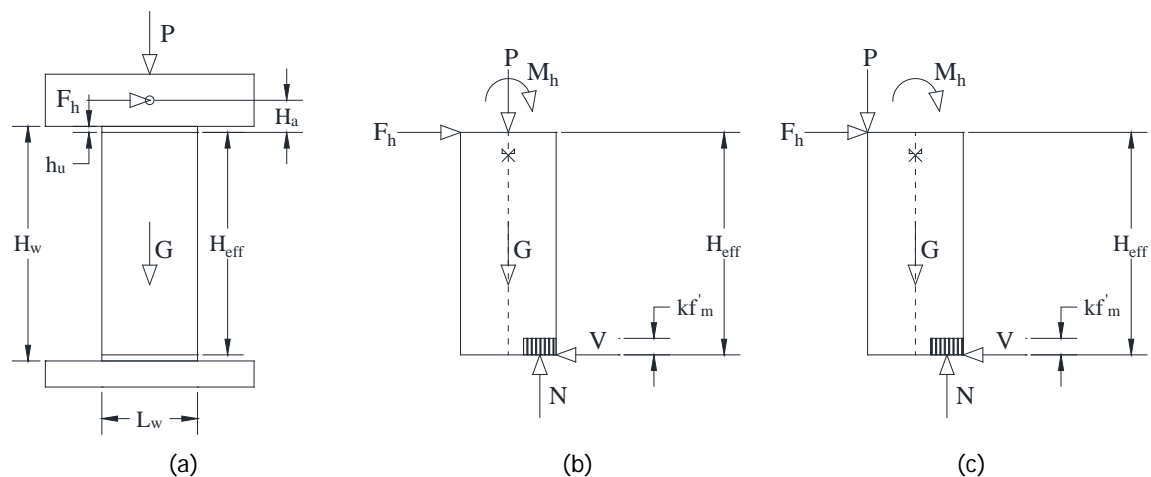 P
F_h
H_a
h_u
H_w
G
H_eff
L_w
(a)
P
M_h
F_h
G
H_eff
kf'_m
V
N
(b)
P
M_h
F_h
G
H_eff
kf'_m
V
N
(c)